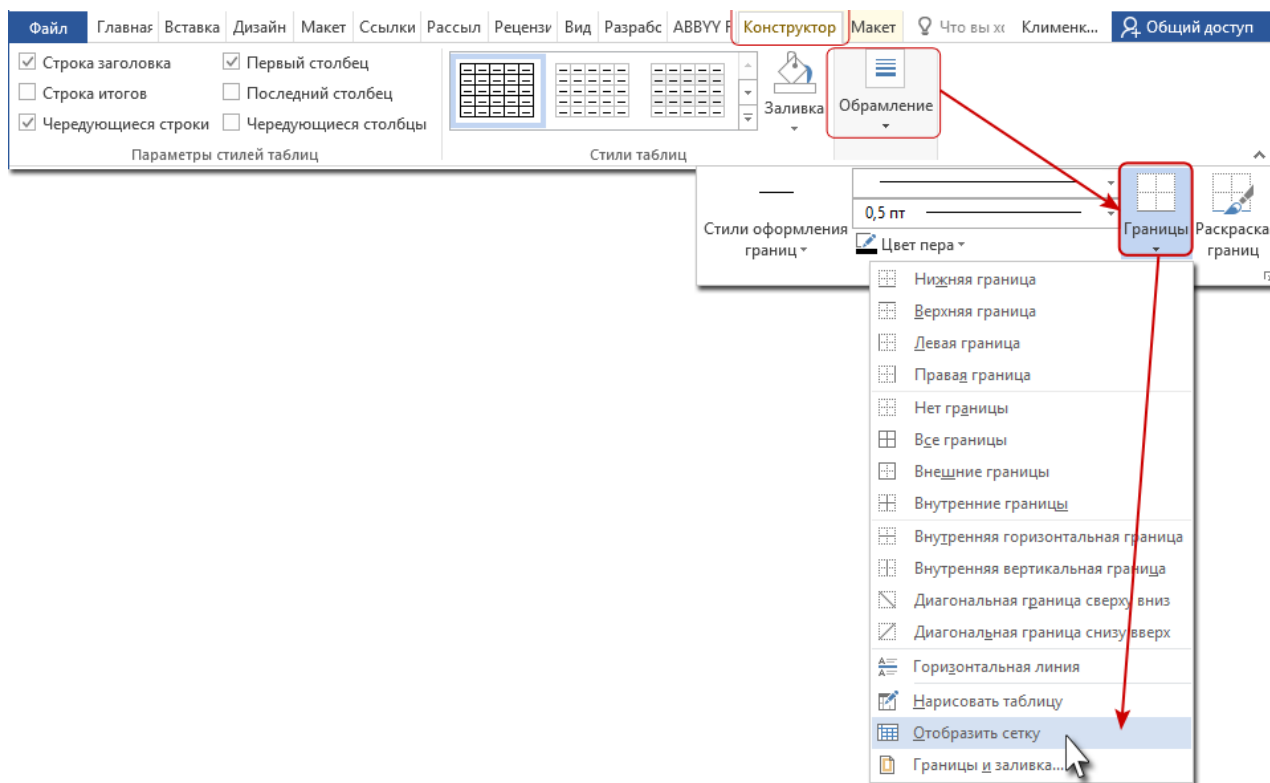 Файл Главная Вставка Дизайн Макет Ссылки Рассыл Рецензи Вид Разрабс ABBYY F Конструктор Макет Что вы хс Клименк... Общий доступ
Строка заголовка Первый столбец
Строка итогов Последний столбец
Чередующиеся строки Чередующиеся столбцы
Заливка
Обрамление
Параметры стилей таблиц Стили таблиц
0,5 пт
Стили оформления границ
Цвет пера
Границы
Раскраска границ
Нижняя граница
Верхняя граница
Левая граница
Правая граница
Нет границы
Все границы
Внешние границы
Внутренние границы
Внутренняя горизонтальная граница
Внутренняя вертикальная граница
Диагональная граница сверху вниз
Диагональная граница снизу вверх
Горизонтальная линия
Нарисовать таблицу
Отобразить сетку
Границы и заливка...